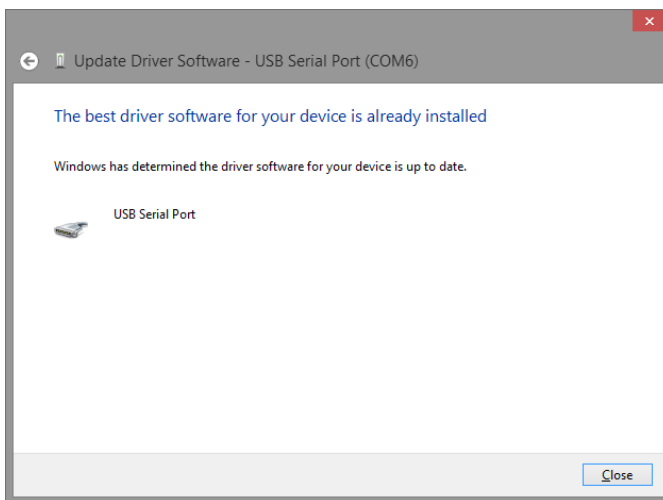 Update Driver Software - USB Serial Port (COM6)
The best driver software for your device is already installed
Windows has determined the driver software for your device is up to date.
USB Serial Port
Close